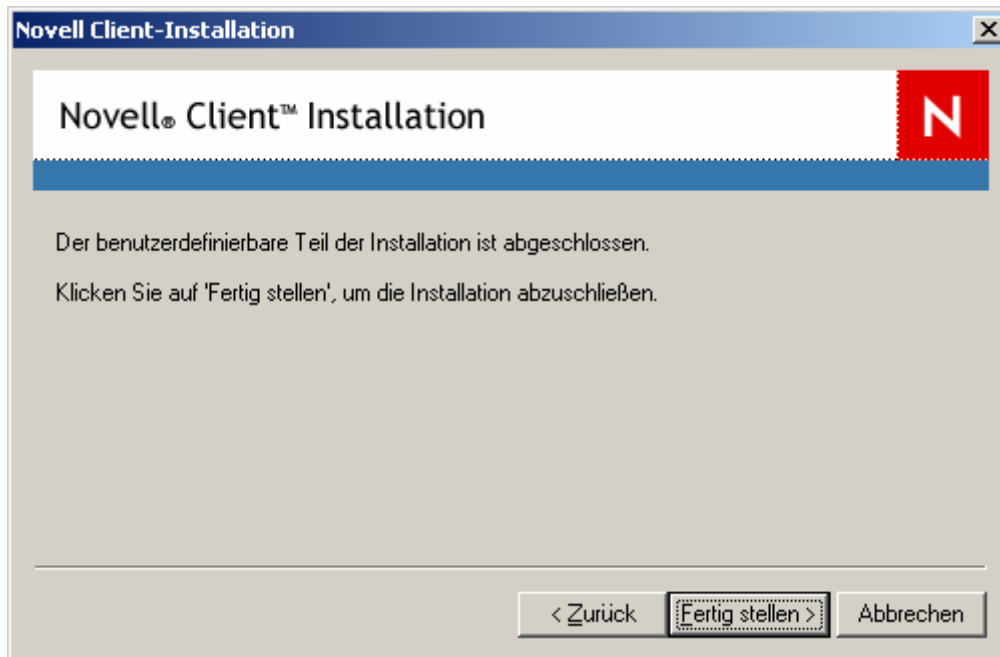 Novell Client-Installation
Novell® Client™ Installation
N
Der benutzerdefinierbare Teil der Installation ist abgeschlossen.
Klicken Sie auf 'Fertig stellen', um die Installation abzuschließen.
< Zurück Fertig stellen > Abbrechen